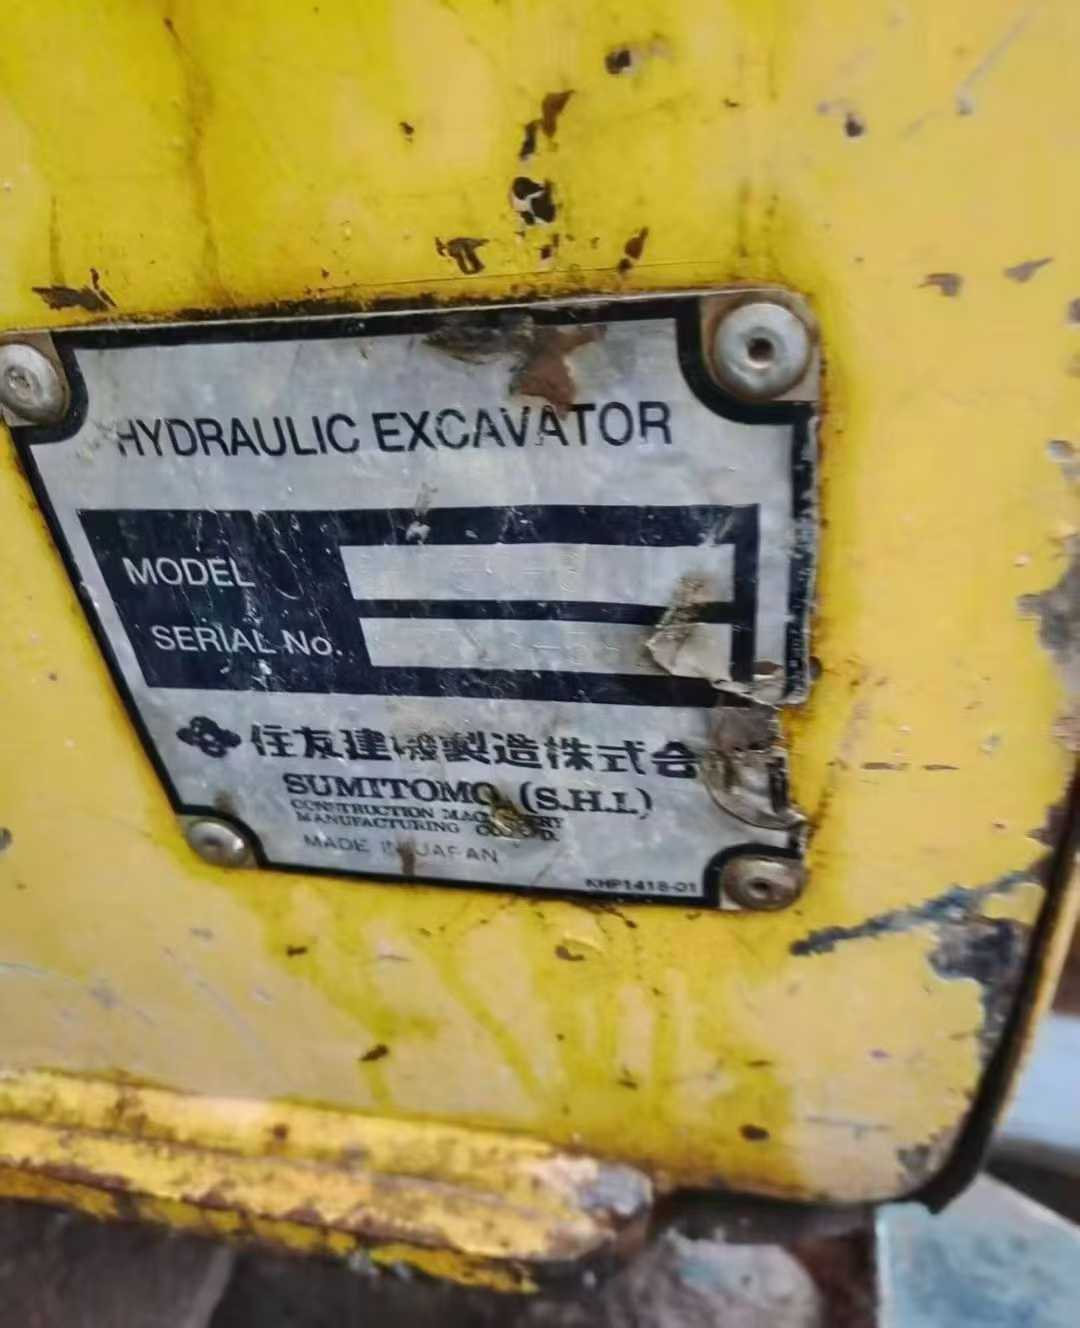 HYDRAULIC EXCAVATOR
MODEL
SERIAL No.
住友建機製造株式会
SUMITOMO (S.H.I.)
CONSTRUCTION MACHINERY
MANUFACTURING CO., LTD.
MADE IN JAPAN
KHP1418-01